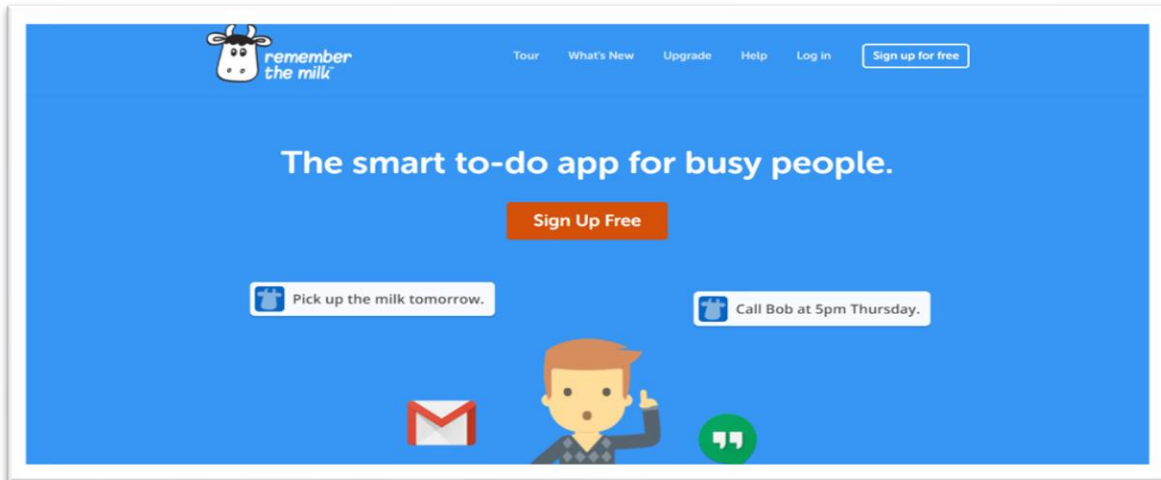 remember
the milk™
Tour What's New Upgrade Help Log in Sign up for free
The smart to-do app for busy people.
Sign Up Free
Pick up the milk tomorrow.
Call Bob at 5pm Thursday.